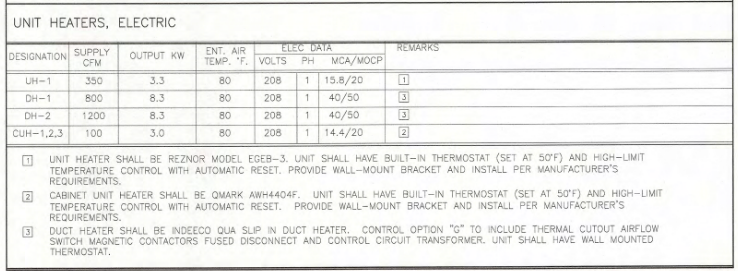 UNIT HEATERS, ELECTRIC
DESIGNATION SUPPLY CFM OUTPUT KW ENT. AIR TEMP. °F. ELEC DATA VOLTS PH MCA/MOCP REMARKS
UH-1 350 3.3 80 208 1 15.8/20 1
DH-1 800 8.3 80 208 1 40/50 3
DH-2 1200 8.3 80 208 1 40/50 3
CUH-1,2,3 100 3.0 80 208 1 14.4/20 2
1 UNIT HEATER SHALL BE REZNOR MODEL EGEB-3. UNIT SHALL HAVE BUILT-IN THERMOSTAT (SET AT 50°F) AND HIGH-LIMIT
TEMPERATURE CONTROL WITH AUTOMATIC RESET. PROVIDE WALL-MOUNT BRACKET AND INSTALL PER MANUFACTURER'S
REQUIREMENTS.
2 CABINET UNIT HEATER SHALL BE QMARK AWH4404F. UNIT SHALL HAVE BUILT-IN THERMOSTAT (SET AT 50°F) AND HIGH-LIMIT
TEMPERATURE CONTROL WITH AUTOMATIC RESET. PROVIDE WALL-MOUNT BRACKET AND INSTALL PER MANUFACTURER'S
REQUIREMENTS.
3 DUCT HEATER SHALL BE INDEECO QUA SLIP IN DUCT HEATER. CONTROL OPTION "G" TO INCLUDE THERMAL CUTOUT AIRFLOW
SWITCH MAGNETIC CONTACTORS FUSED DISCONNECT AND CONTROL CIRCUIT TRANSFORMER. UNIT SHALL HAVE WALL MOUNTED
THERMOSTAT.